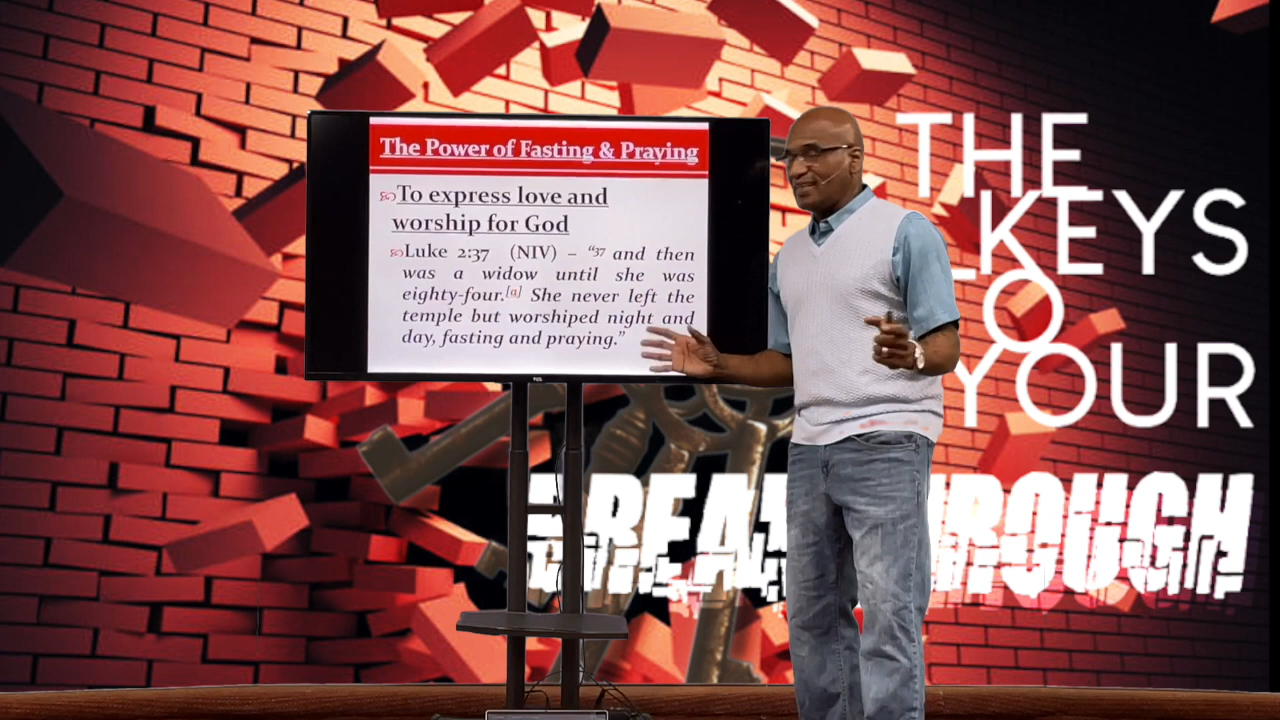 The Power of Fasting & Praying
To express love and
worship for God
Luke 2:37 (NIV) – “37 and then
was a widow until she was
eighty-four.[a] She never left the
temple but worshiped night and
day, fasting and praying.”
TCL
THE
KEYS
TO
YOUR